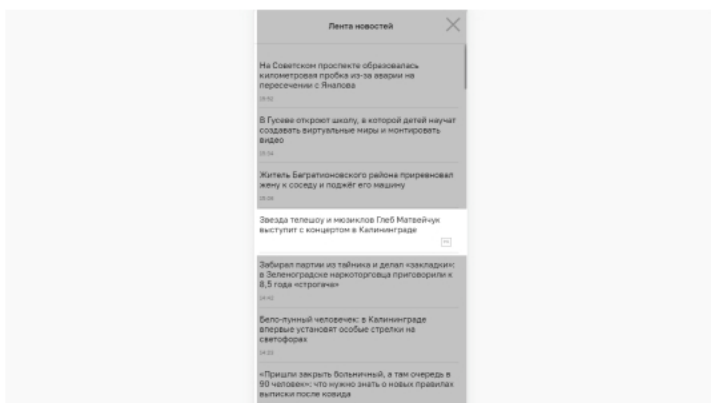 Лента новостей
На Советском проспекте образовалась
километровая пробка из-за аварии на
пересечении с Яналова
В Гусеве откроют школу, в которой детей научат
создавать виртуальные миры и монтировать
видео
Житель Багратионовского района приревновал
жену к соседу и поджёг его машину
Звезда телешоу и мюзиклов Глеб Матвейчук
выступит с концертом в Калининграде
Забирал партии из тайника и делал «закладки»:
в Зеленоградске наркоторговца приговорили к
8,5 года «строгача»
Бело-лунный человечек: в Калининграде
впервые установят особые стрелки на
светофорах
«Пришли закрыть больничный, а там очередь в
90 человек»: что нужно знать о новых правилах
выписки после ковида